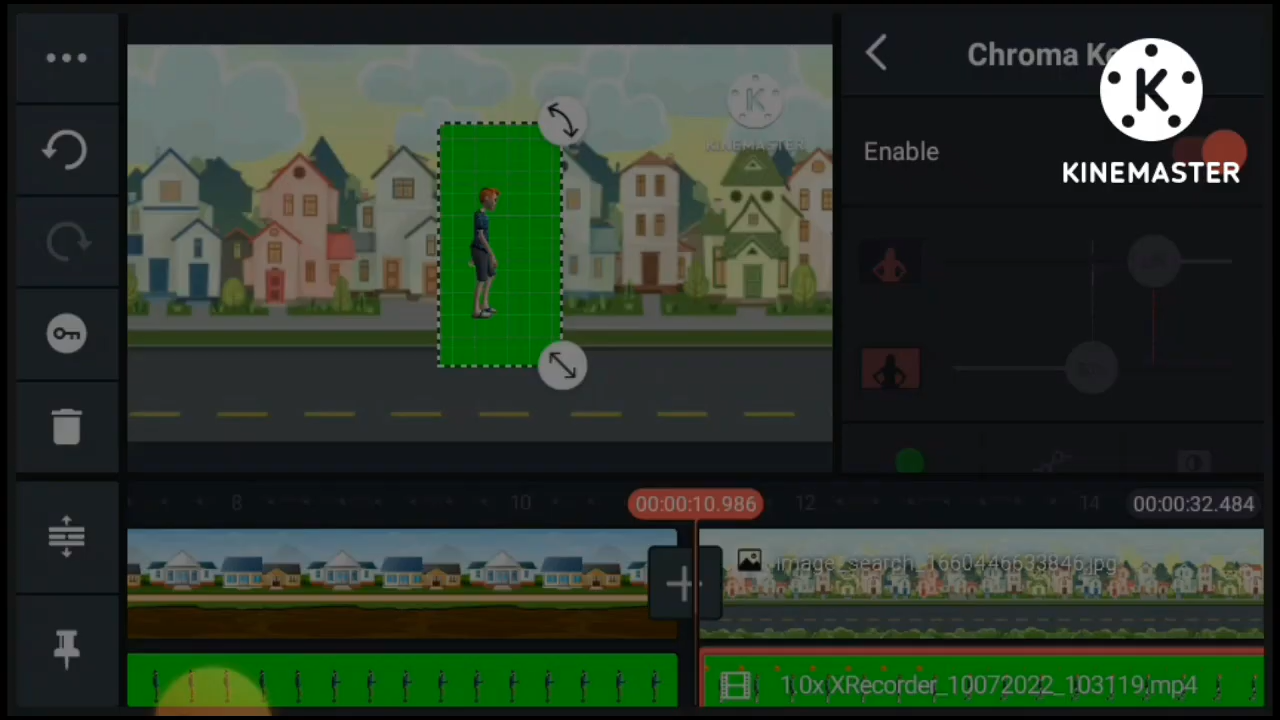 Chroma Ke
KINEMASTER
Enable
KINEMASTER
8
10
00:00:10.986
12
14
00:00:32.484
image_search_1660446633846.jpg
1.0x XRecorder_10072022_103119.mp4